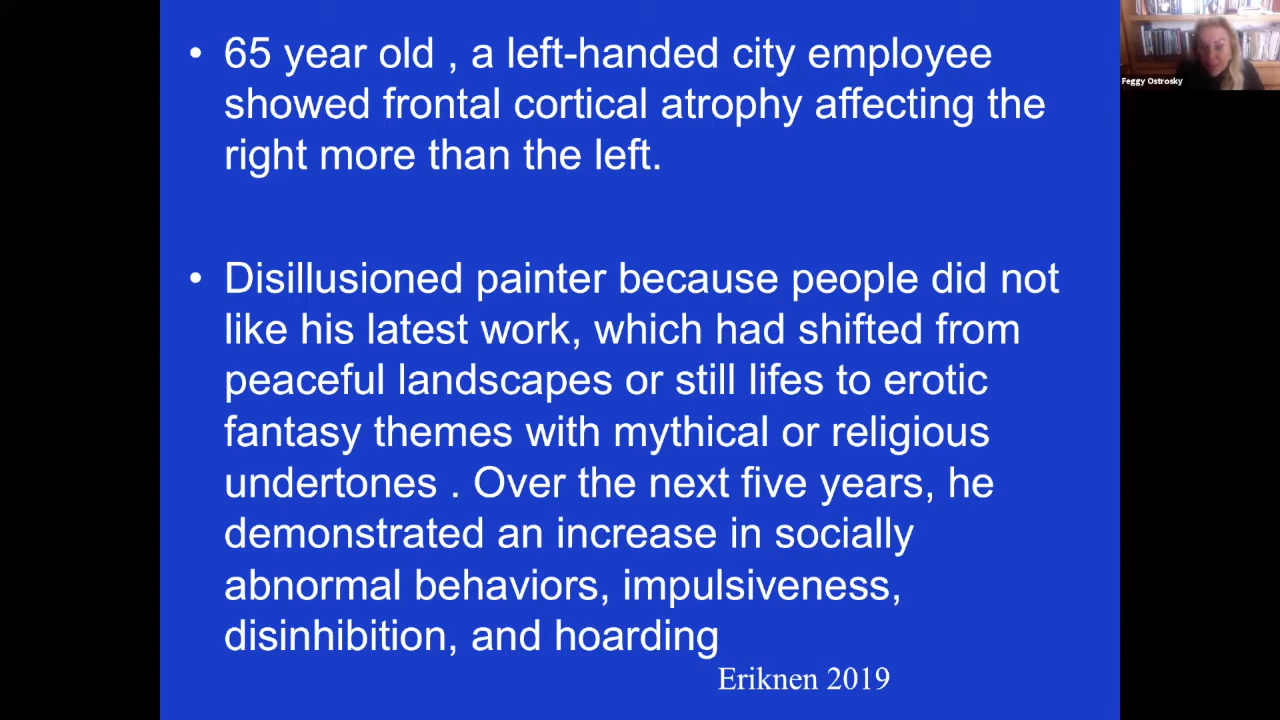 • 65 year old , a left-handed city employee
showed frontal cortical atrophy affecting the
right more than the left.
• Disillusioned painter because people did not
like his latest work, which had shifted from
peaceful landscapes or still lifes to erotic
fantasy themes with mythical or religious
undertones . Over the next five years, he
demonstrated an increase in socially
abnormal behaviors, impulsiveness,
disinhibition, and hoarding
Eriknen 2019
Feggy Ostrosky